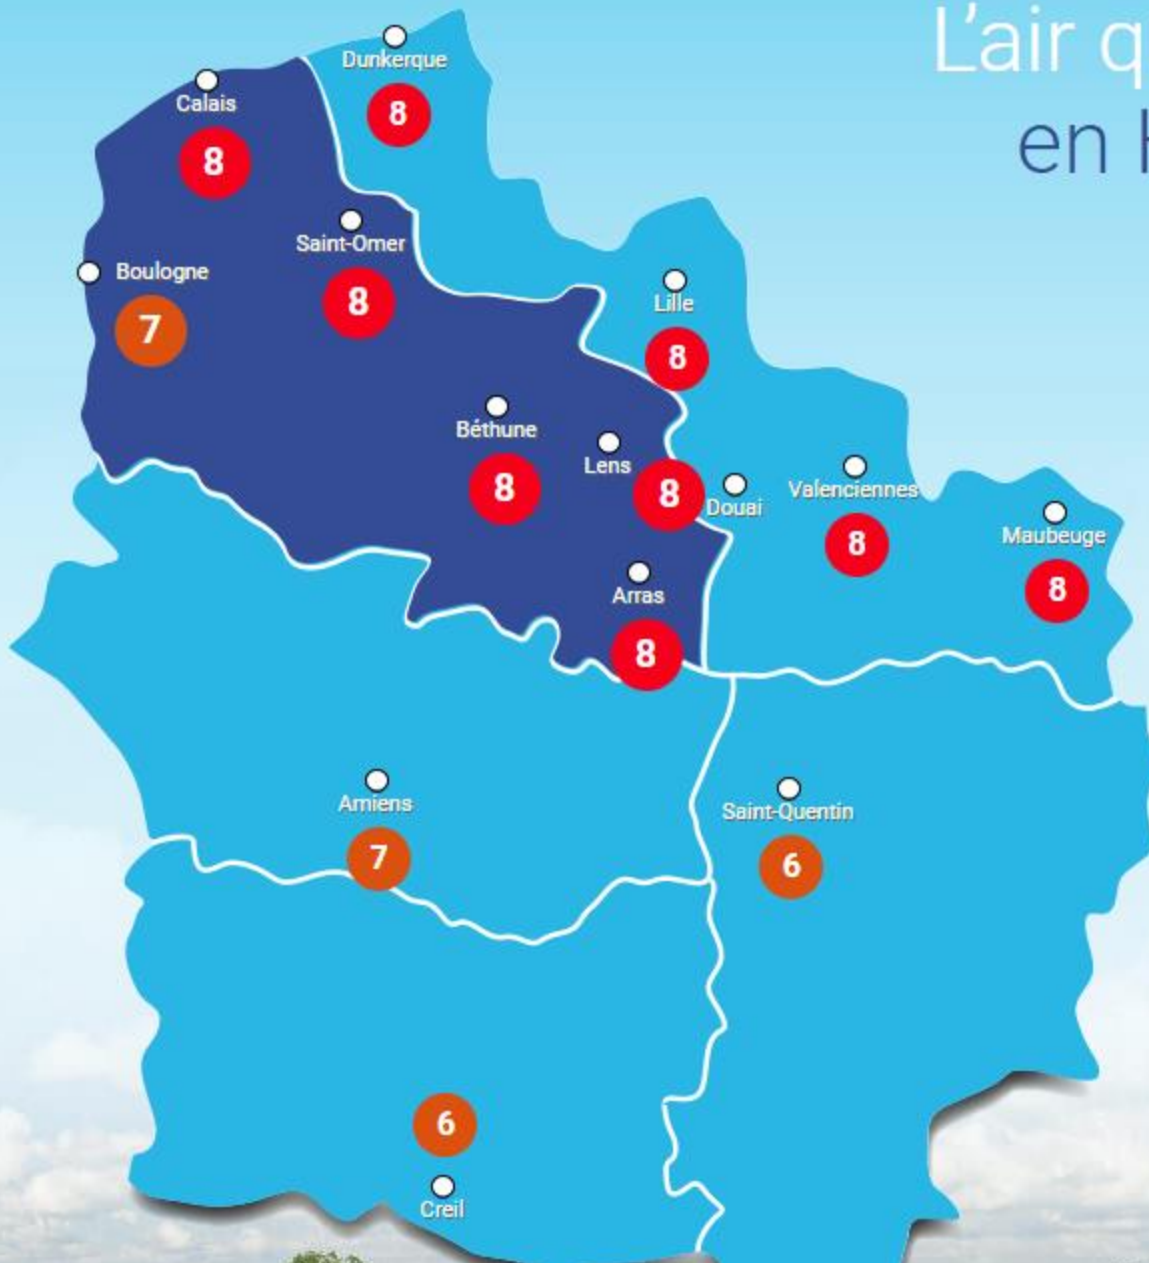 L'air q
en H
Dunkerque
8
Calais
8
Saint-Omer
8
Boulogne
7
Lille
8
Béthune
8
Lens
8
Douai
Valenciennes
8
Maubeuge
8
Arras
8
Amiens
7
Saint-Quentin
6
6
Creil